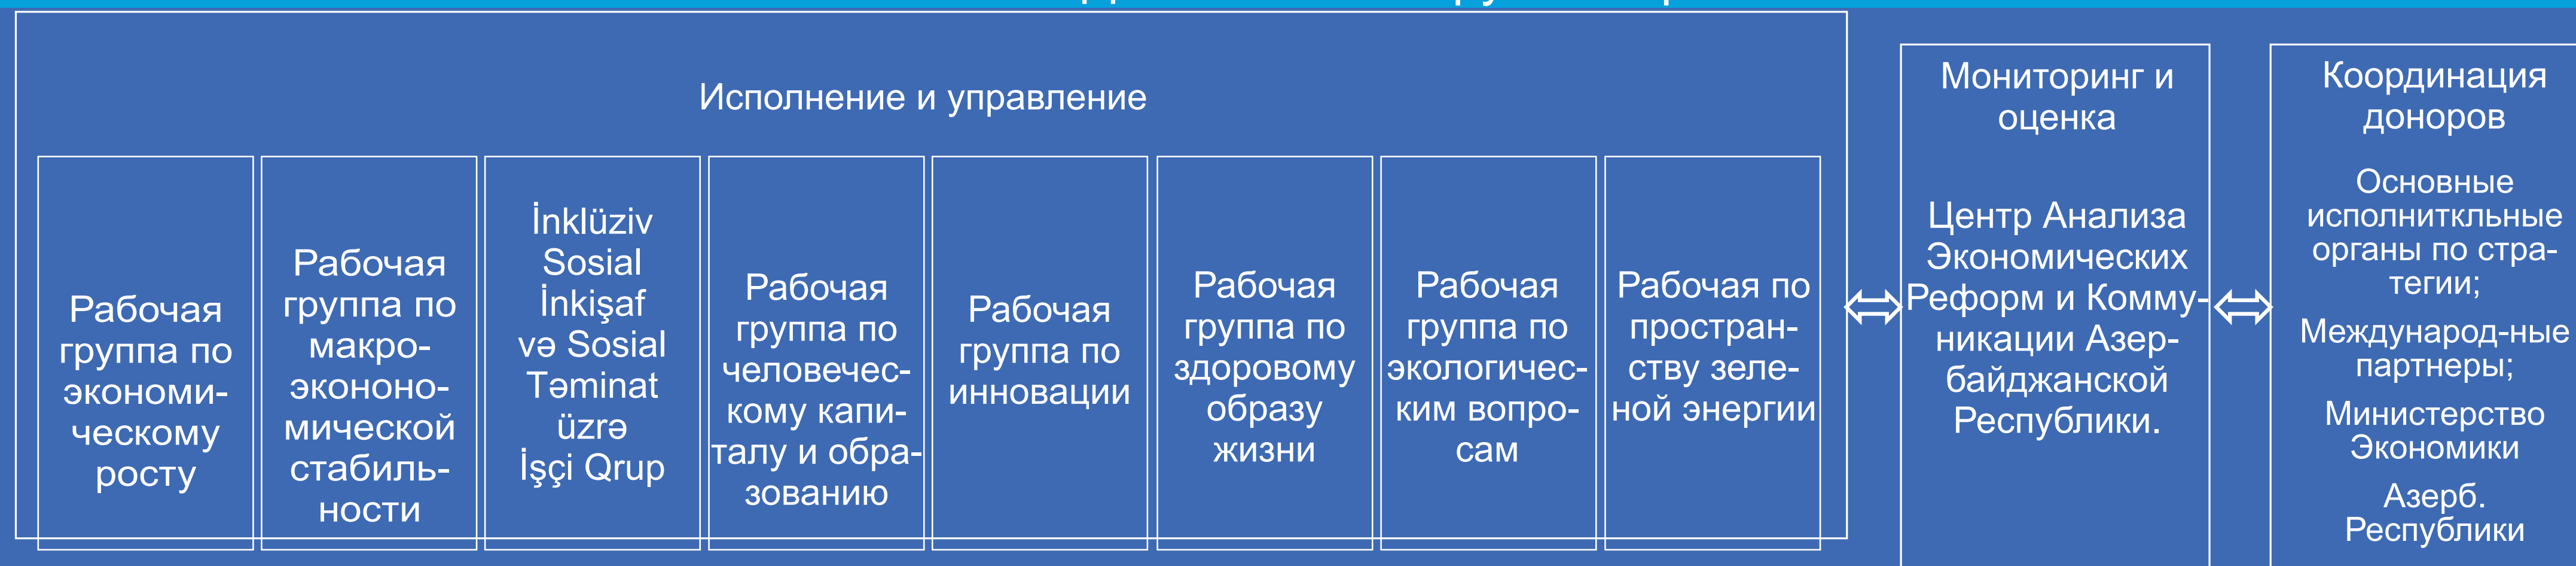 Исполнение и управление
Рабочая
группа по
экономи-
ческому
росту
Рабочая
группа по
макро-
экононо-
мической
стабиль-
ности
İnklüziv
Sosial
İnkişaf
və Sosial
Təminat
üzrə
İşçi Qrup
Рабочая
группа по
человечес-
кому капи-
талу и обра-
зованию
Рабочая
группа по
инновации
Рабочая
группа по
здоровому
образу
жизни
Рабочая
группа по
экологичес-
ким вопро-
сам
Рабочая по
простран-
ству зеле-
ной энергии
Мониторинг и
оценка
Центр Анализа
Экономических
Реформ и Комму-
никации Азер-
байджанской
Республики.
Координация
доноров
Основные
исполниткльные
органы по стра-
тегии;
Международ-ные
партнеры;
Министерство
Экономики
Азерб.
Республики